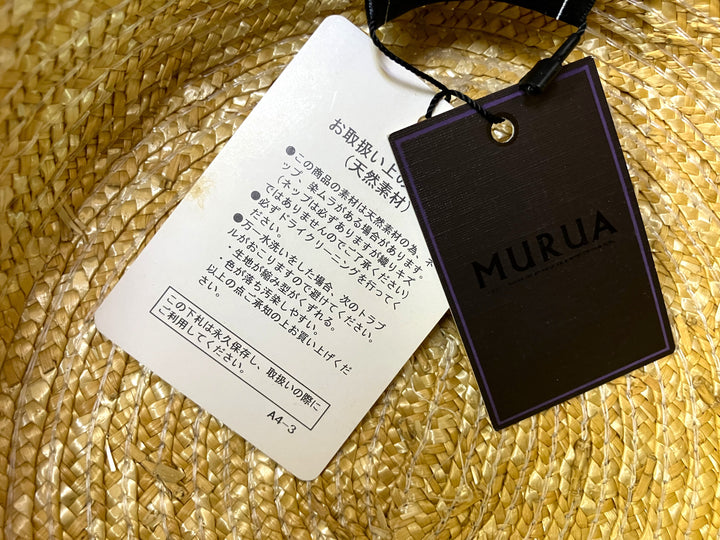 お取扱い上の
(天然素材)
●この商品の素材は天然素材の為、ネ
ップ、染ムラがある場合があります。
(ネップは必ずありますが織りキズ
ではありませんのでご了承ください)
●必ずドライクリーニングを行ってく
ださい。
●万一水洗いをした場合、次のトラブ
ルがおこりますので避けてください。
・生地が編み型がくずれる。
・色が落ち汚染しやすい。
以上の点ご承知の上お買い上げくだ
さい。
この下札は永久保存し、取扱いの際に
ご利用してください。
A4-3
MURUA